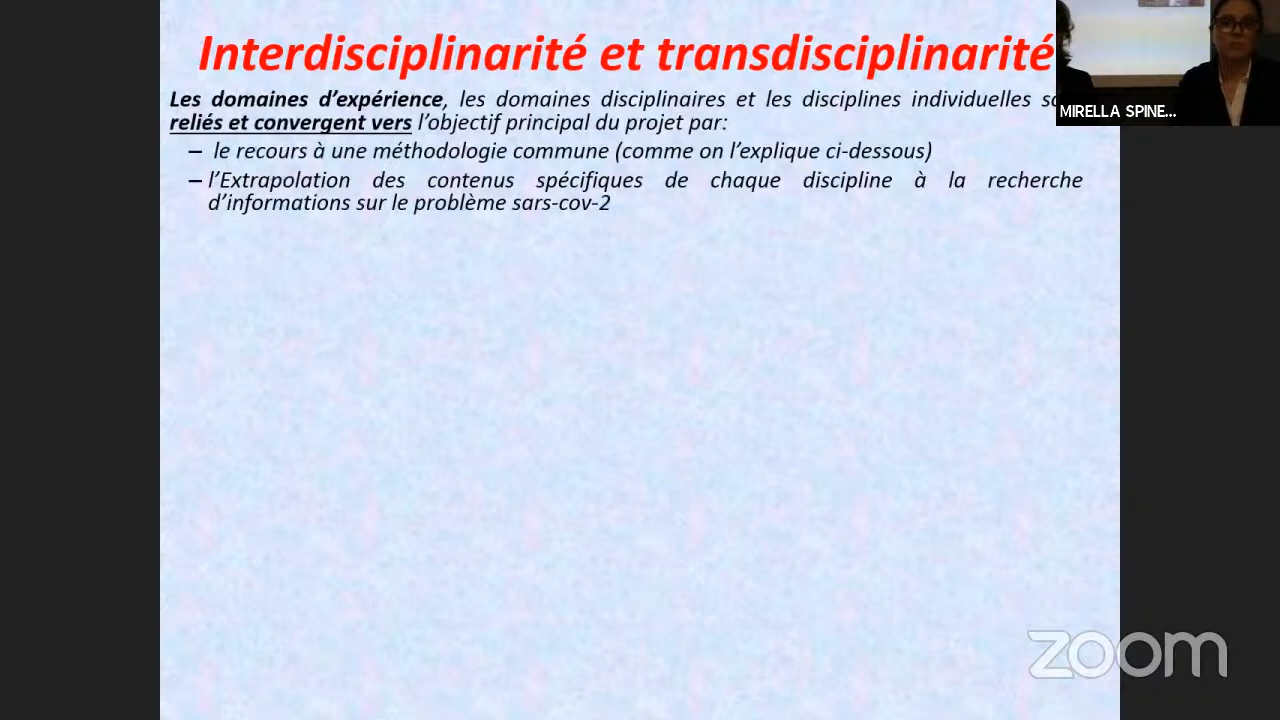 Interdisciplinarité et transdisciplinarité
Les domaines d’expérience, les domaines disciplinaires et les disciplines individuelles
reliés et convergent vers l’objectif principal du projet par:
– le recours à une méthodologie commune (comme on l’explique ci-dessous)
– l’Extrapolation des contenus spécifiques de chaque discipline à la recherche
d’informations sur le problème sars-cov-2
MIRELLA SPINE...
zoom